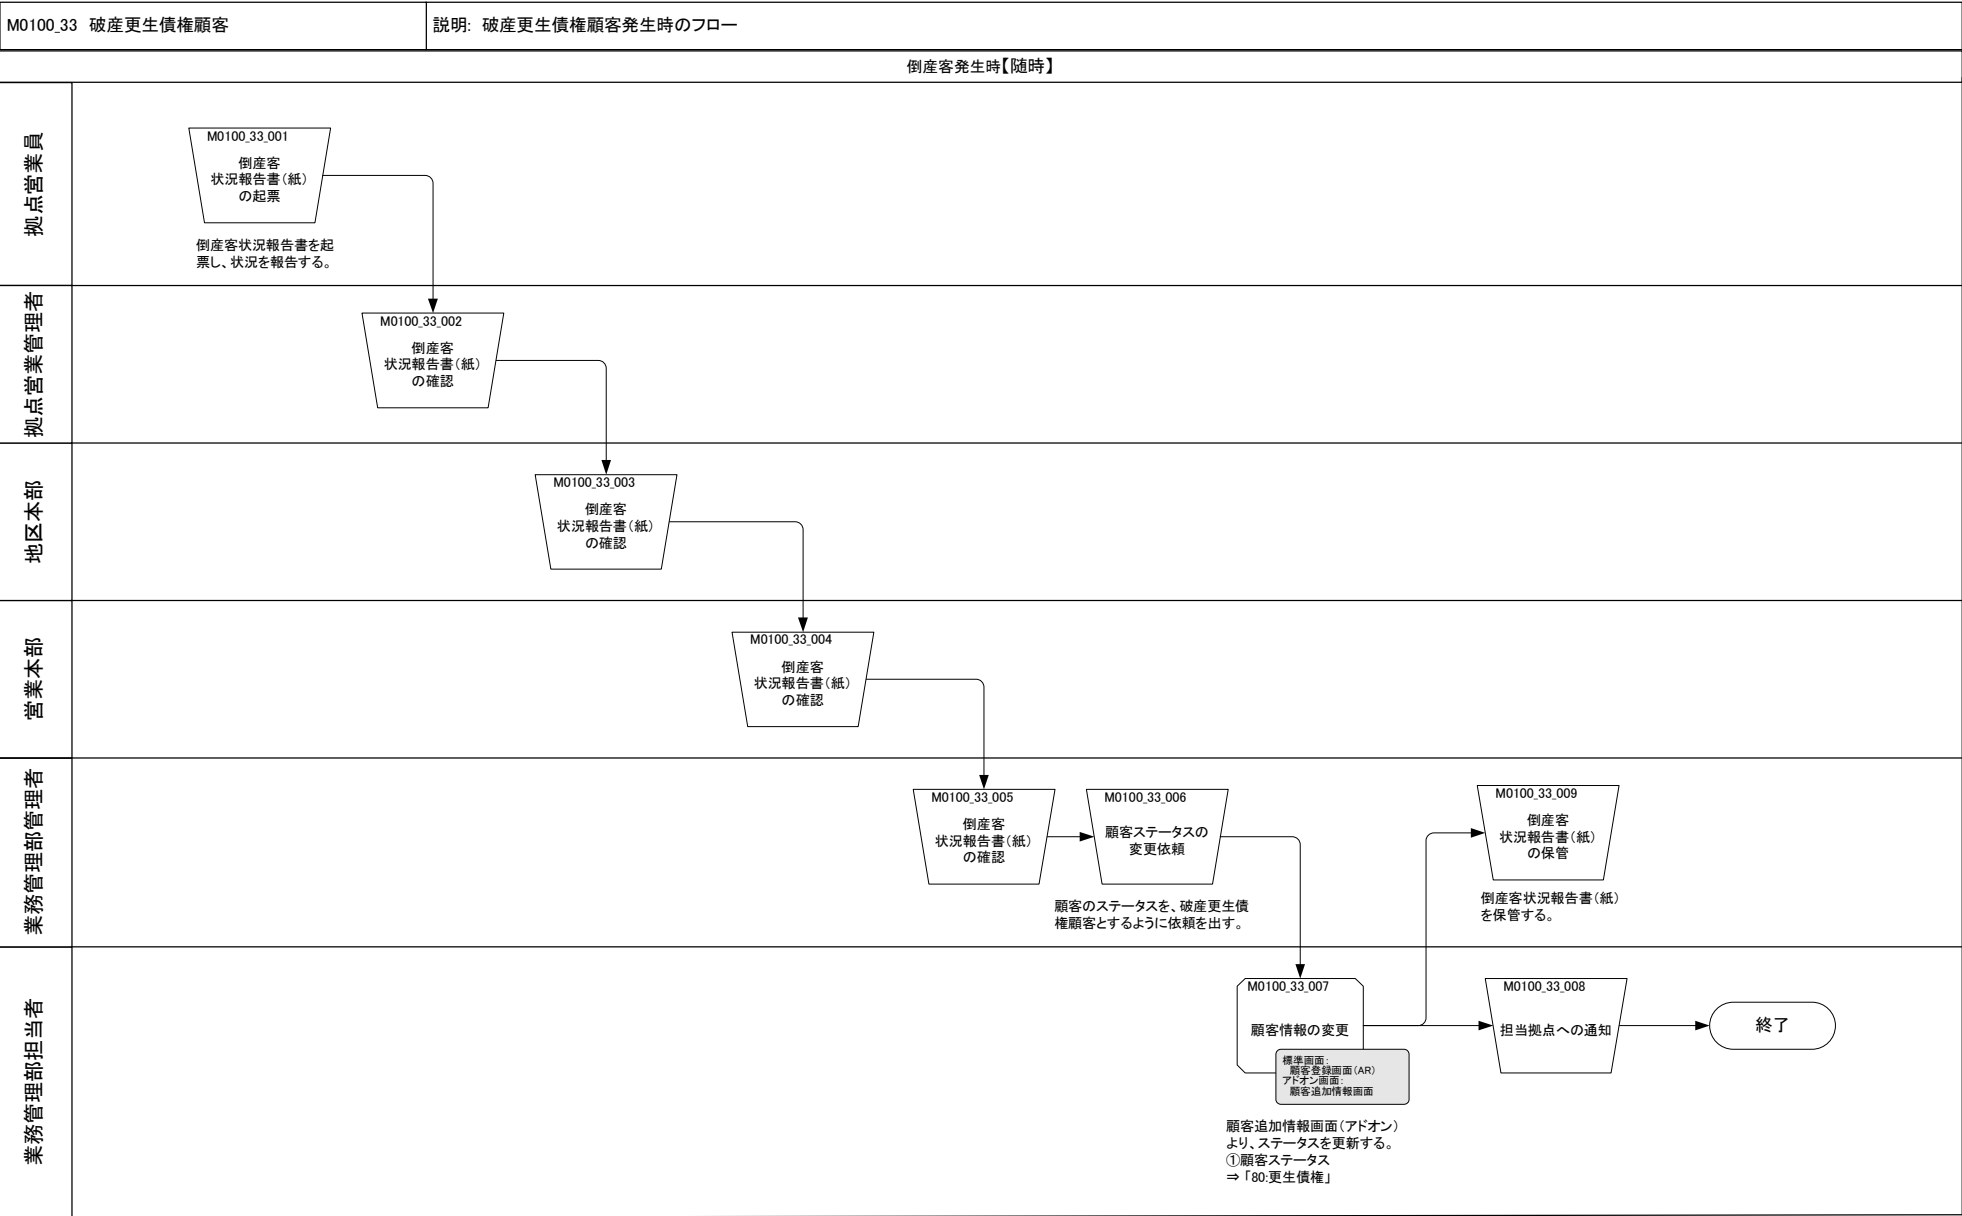 M0100_33 破産更生債権顧客
説明: 破産更生債権顧客発生時のフロー
倒産客発生時【随時】
拠点営業員
M0100_33_001
倒産客
状況報告書(紙)
の起票
倒産客状況報告書を起
票し、状況を報告する。
拠点営業管理者
M0100_33_002
倒産客
状況報告書(紙)
の確認
地区本部
M0100_33_003
倒産客
状況報告書(紙)
の確認
営業本部
M0100_33_004
倒産客
状況報告書(紙)
の確認
業務管理部管理者
M0100_33_005
倒産客
状況報告書(紙)
の確認
M0100_33_006
顧客ステータスの
変更依頼
顧客のステータスを、破産更生債
権顧客とするように依頼を出す。
M0100_33_009
倒産客
状況報告書(紙)
の保管
倒産客状況報告書(紙)
を保管する。
業務管理部担当者
M0100_33_007
顧客情報の変更
標準画面:
顧客登録画面(AR)
アドオン画面:
顧客追加情報画面
顧客追加情報画面(アドオン)
より、ステータスを更新する。
①顧客ステータス
⇒「80:更生債権」
M0100_33_008
担当拠点への通知
終了